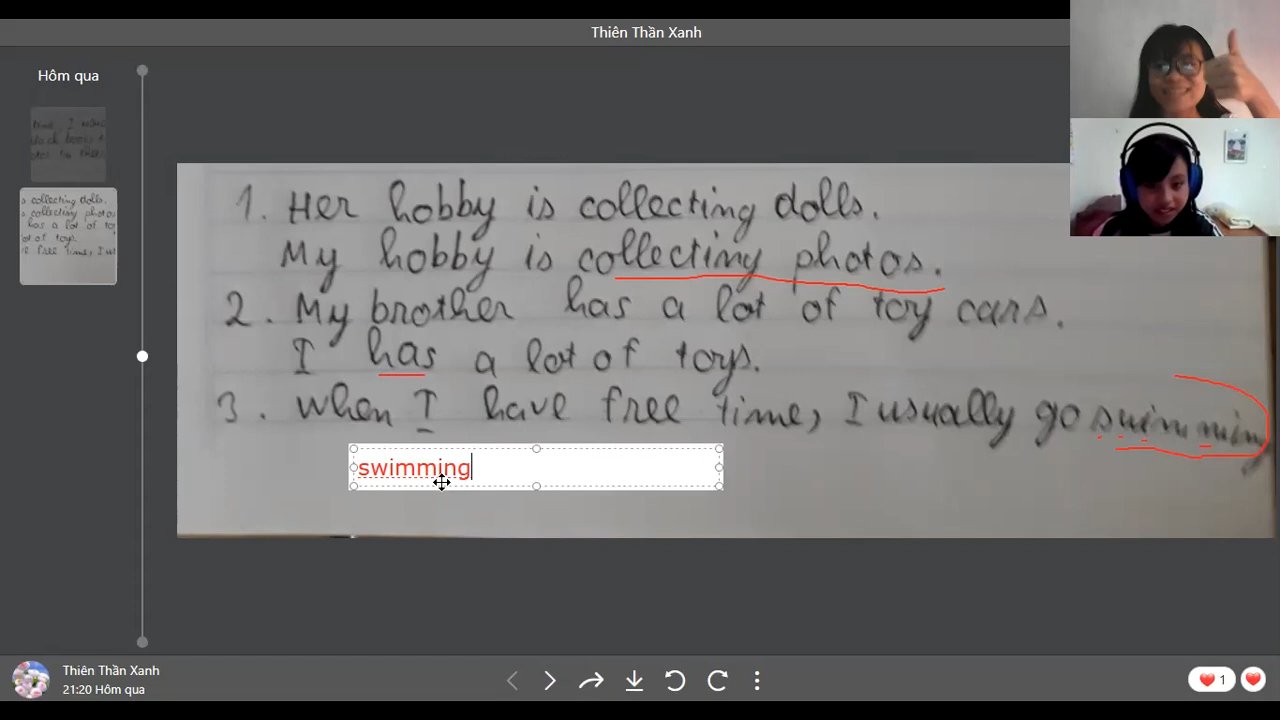 Thiên Thần Xanh
Hôm qua
1. Her hobby is collecting dolls.
My hobby is collecting photos.
2. My brother has a lot of toy cars.
I has a lot of toys.
3. When I have free time, I usually go swimming
swimming
Thiên Thần Xanh
21:20 Hôm qua
1